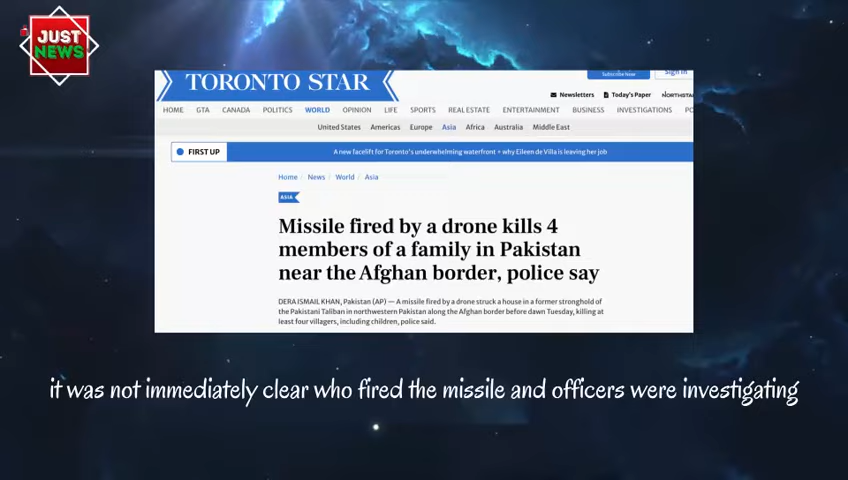 JUST
NEWS
TORONTO STAR
Subscribe Now
Sign in
Newsletters
Today's Paper
HOME GTA CANADA POLITICS WORLD OPINION LIFE SPORTS REAL ESTATE ENTERTAINMENT BUSINESS INVESTIGATIONS
United States Americas Europe Asia Africa Australia Middle East
FIRST UP
A new facelift for Toronto's underwhelming waterfront + why Eileen de Villa is leaving her job
Home / News / World / Asia
ASIA
Missile fired by a drone kills 4
members of a family in Pakistan
near the Afghan border, police say
DERA ISMAIL KHAN, Pakistan (AP) — A missile fired by a drone struck a house in a former stronghold of
the Pakistani Taliban in northwestern Pakistan along the Afghan border before dawn Tuesday, killing at
least four villagers, including children, police said.
it was not immediately clear who fired the missile and officers were investigating